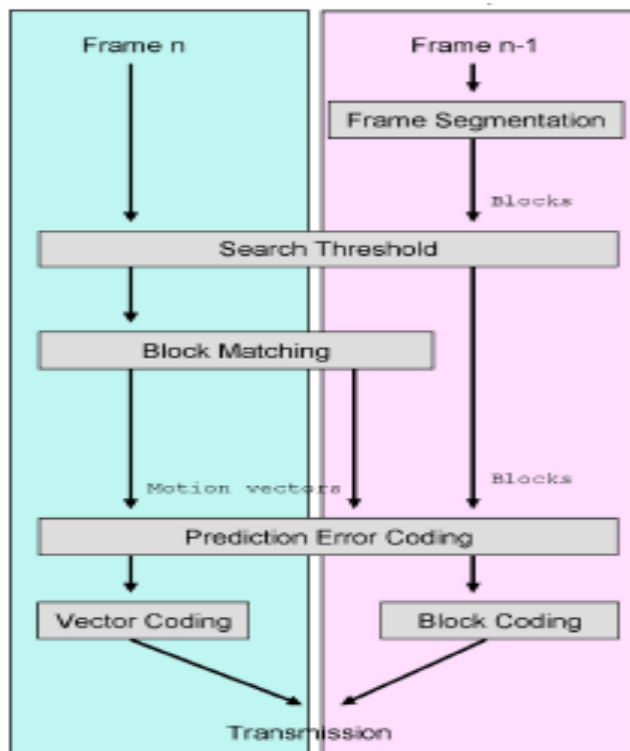 Frame n
Frame n-1
Frame Segmentation
Blocks
Search Threshold
Block Matching
Motion vectors
Blocks
Prediction Error Coding
Vector Coding
Block Coding
Transmission